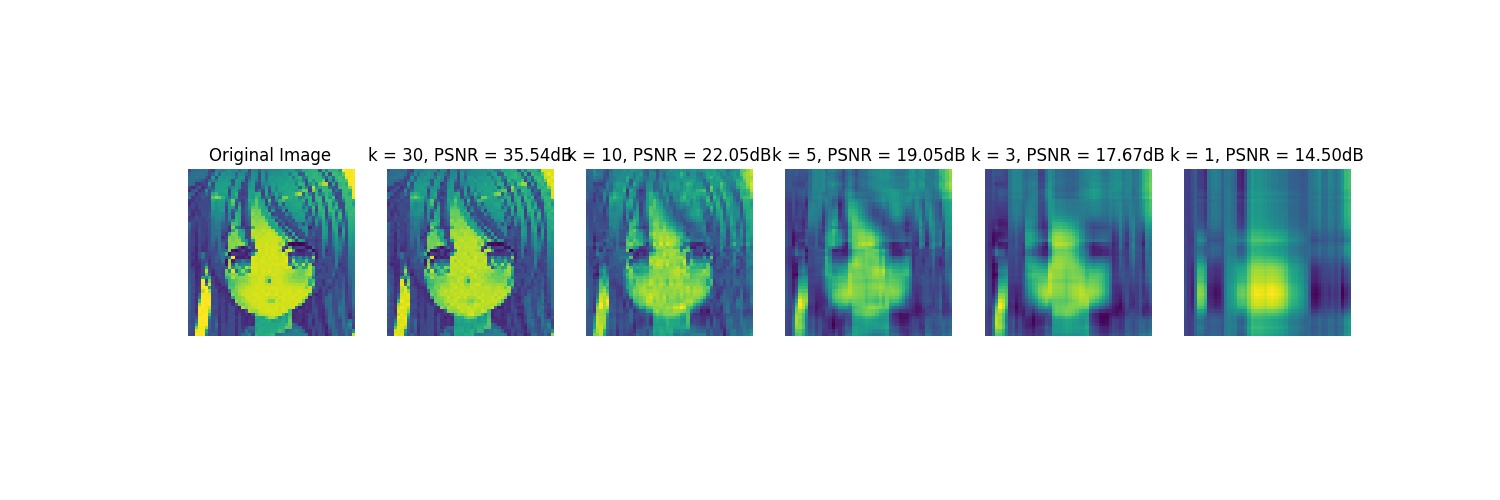 Original Image
k = 30, PSNR = 35.54dB
k = 10, PSNR = 22.05dB
k = 5, PSNR = 19.05dB
k = 3, PSNR = 17.67dB
k = 1, PSNR = 14.50dB